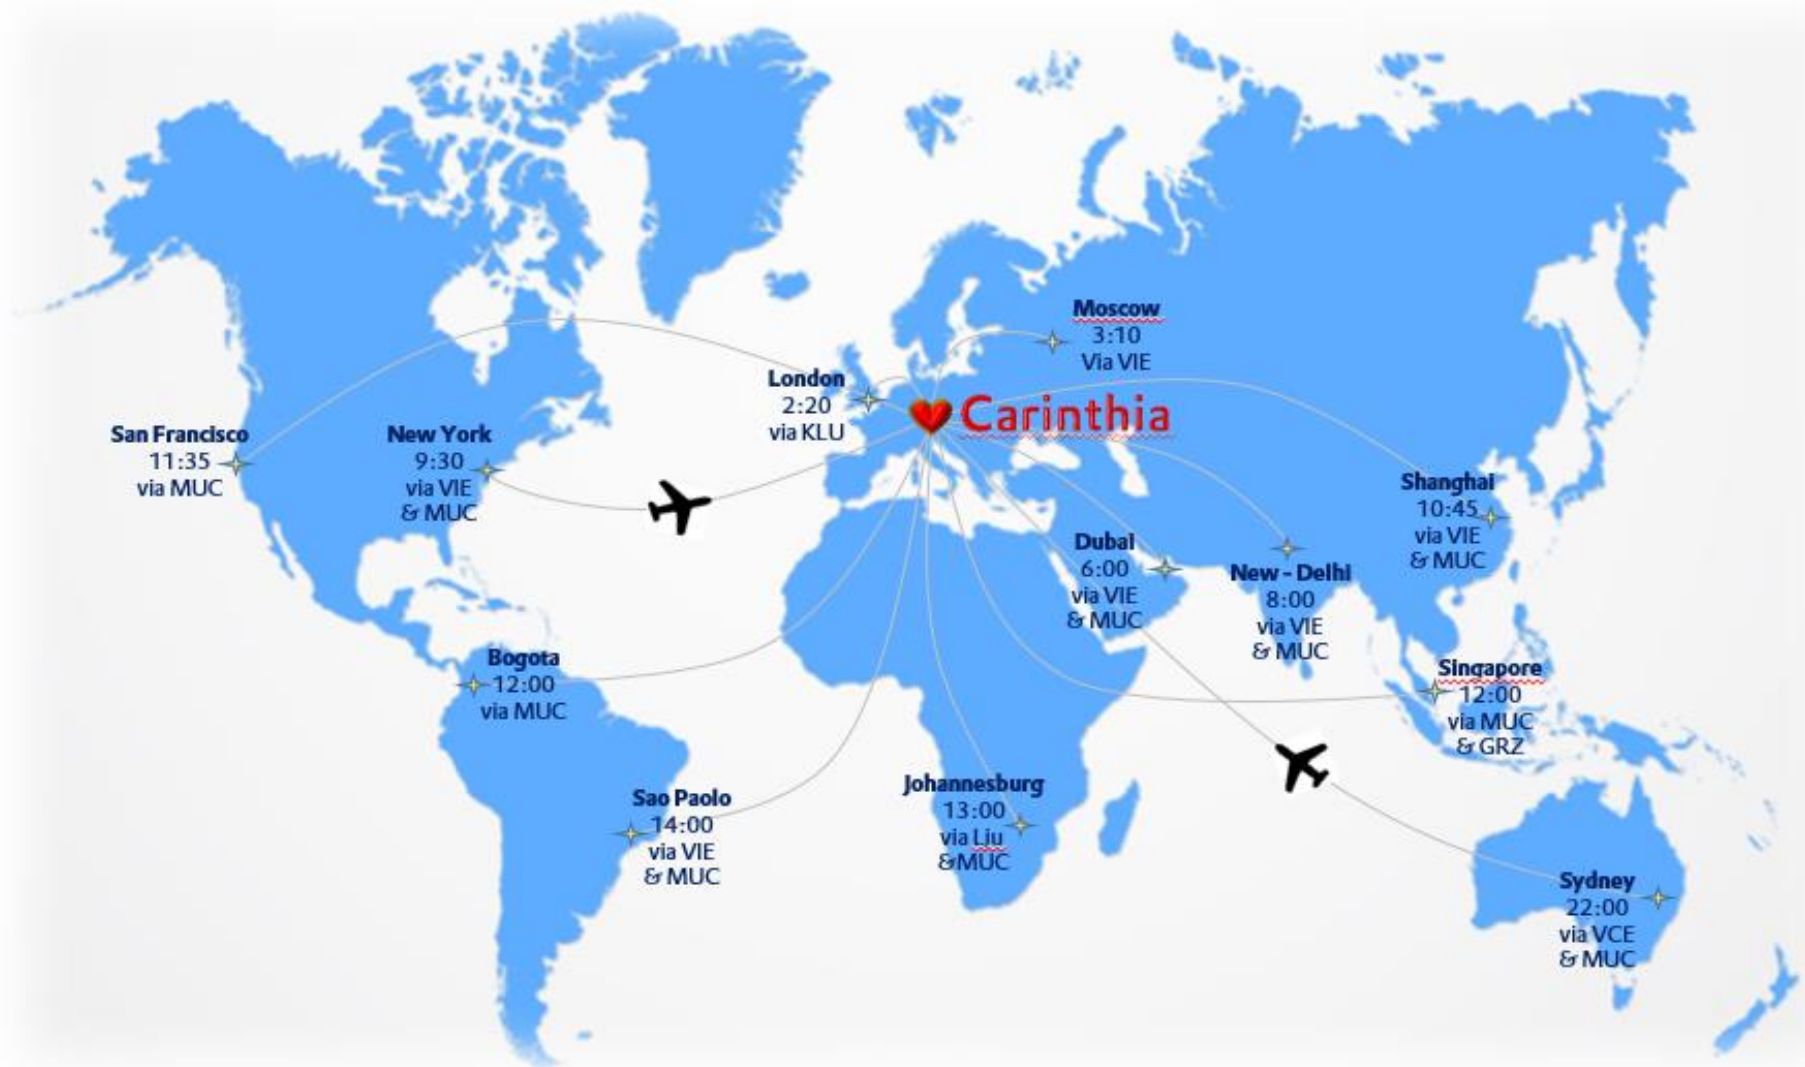 Moscow
3:10
Via VIE
London
2:20
via KLU
Carinthia
San Francisco
11:35
via MUC
New York
9:30
via VIE
& MUC
Shanghai
10:45
via VIE
& MUC
Dubai
6:00
via VIE
& MUC
New - Delhi
8:00
via VIE
& MUC
Bogota
12:00
via MUC
Singapore
12:00
via MUC
& GRZ
Sao Paolo
14:00
via VIE
& MUC
Johannesburg
13:00
via Liu
&MUC
Sydney
22:00
via VCE
& MUC